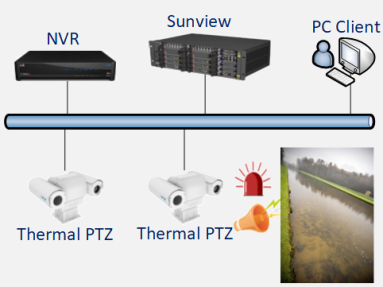 NVR
Sunview
PC Client
Thermal PTZ
Thermal PTZ